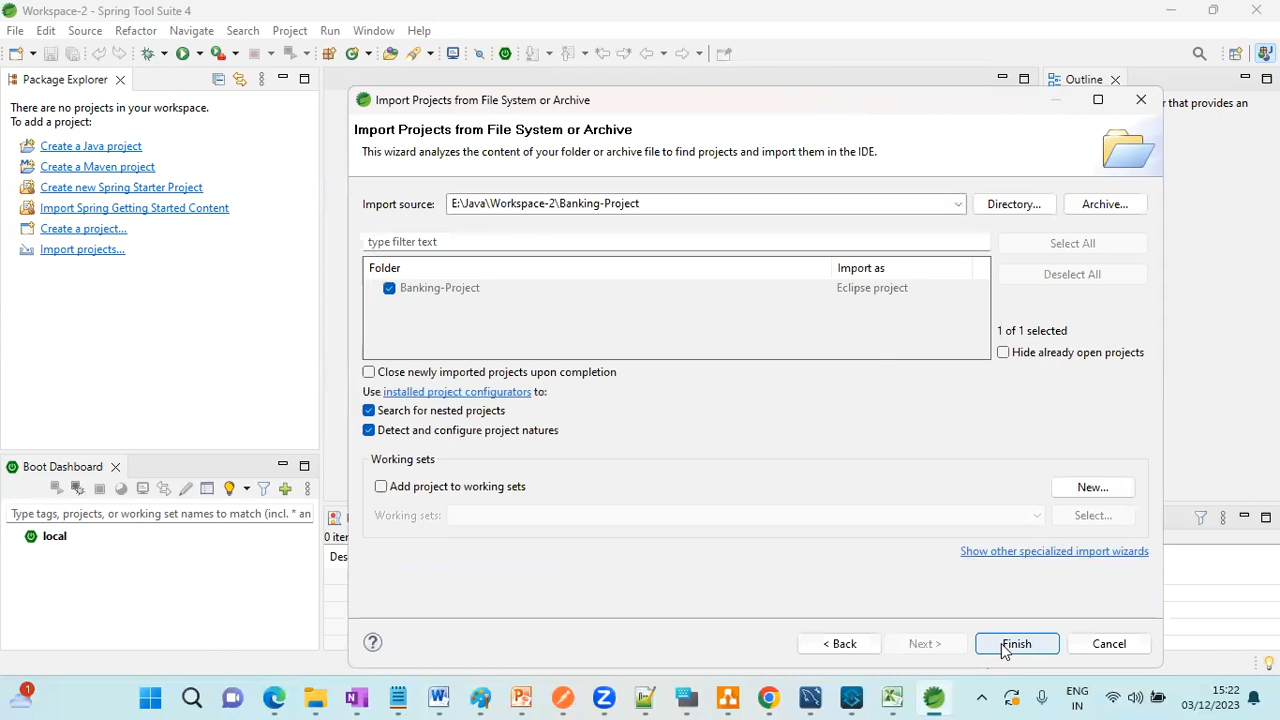 Workspace-2 - Spring Tool Suite 4
File Edit Source Refactor Navigate Search Project Run Window Help
Package Explorer
Outline
There are no projects in your workspace.
To add a project:
Create a Java project
Create a Maven project
Create new Spring Starter Project
Import Spring Getting Started Content
Create a project...
Import projects...
r that provides an
Import Projects from File System or Archive
Import Projects from File System or Archive
This wizard analyzes the content of your folder or archive file to find projects and import them in the IDE.
Import source: E:\Java\Workspace-2\Banking-Project Directory... Archive...
type filter text
Select All
Folder Import as
Deselect All
Banking-Project Eclipse project
1 of 1 selected
Hide already open projects
Close newly imported projects upon completion
Use installed project configurators to:
Search for nested projects
Detect and configure project natures
Working sets
Add project to working sets New...
Working sets: Select...
Show other specialized import wizards
< Back Next > Finish Cancel
Boot Dashboard
Type tags, projects, or working set names to match (incl. * an
local
0 iter
Des
1
ENG
IN
15:22
03/12/2023